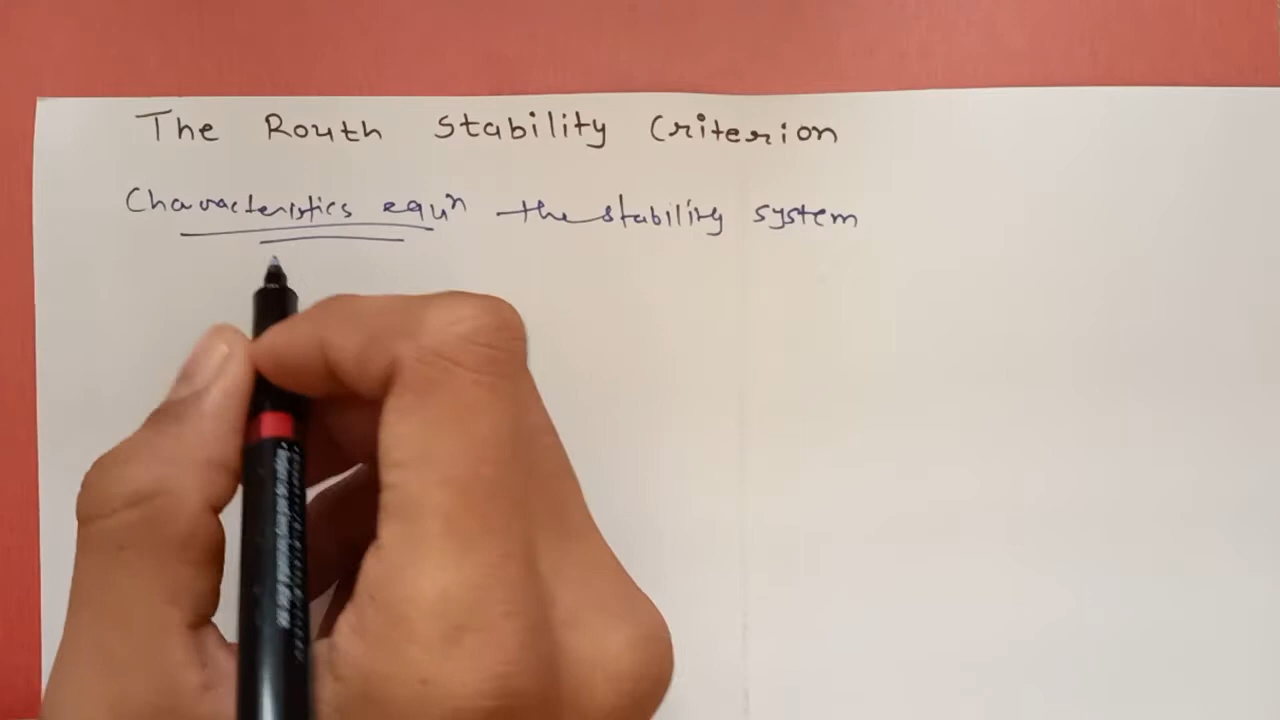 The Routh Stability Criterion
Characteristics equn the stability system